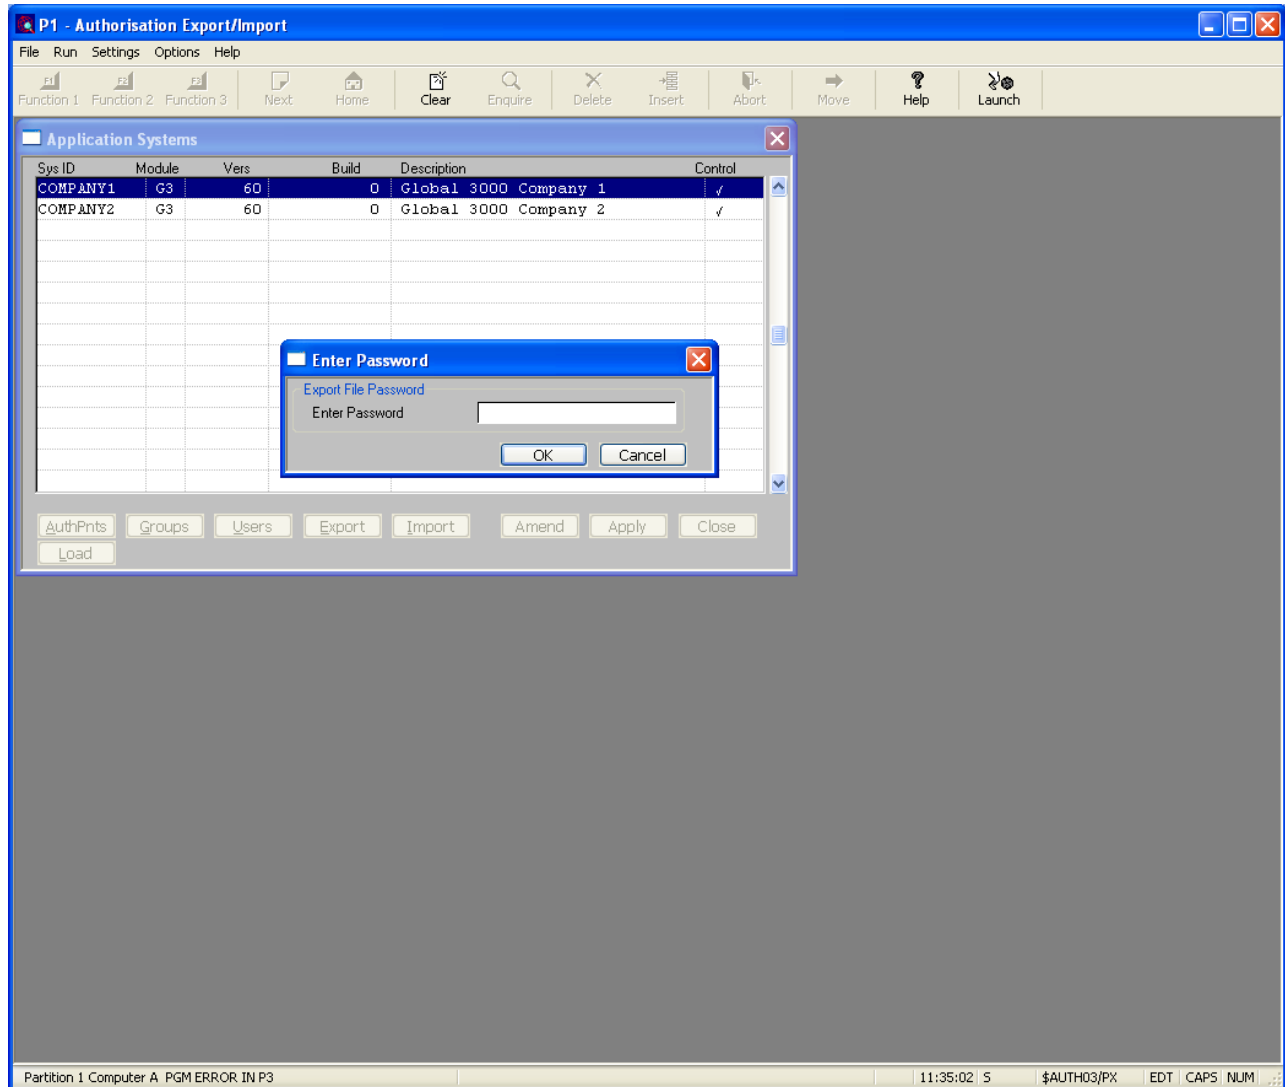 P1 - Authorisation Export/Import
File Run Settings Options Help
F1 F2 F3
Function 1 Function 2 Function 3 Next Home Clear Enquire Delete Insert Abort Move Help Launch
Application Systems
Sys ID Module Vers Build Description Control
COMPANY1 G3 60 0 Global 3000 Company 1 √
COMPANY2 G3 60 0 Global 3000 Company 2 √
Enter Password
Export File Password
Enter Password
OK Cancel
AuthPnts Groups Users Export Import Amend Apply Close
Load
Partition 1 Computer A PGM ERROR IN P3 11:35:02 S $AUTH03/PX EDT CAPS NUM